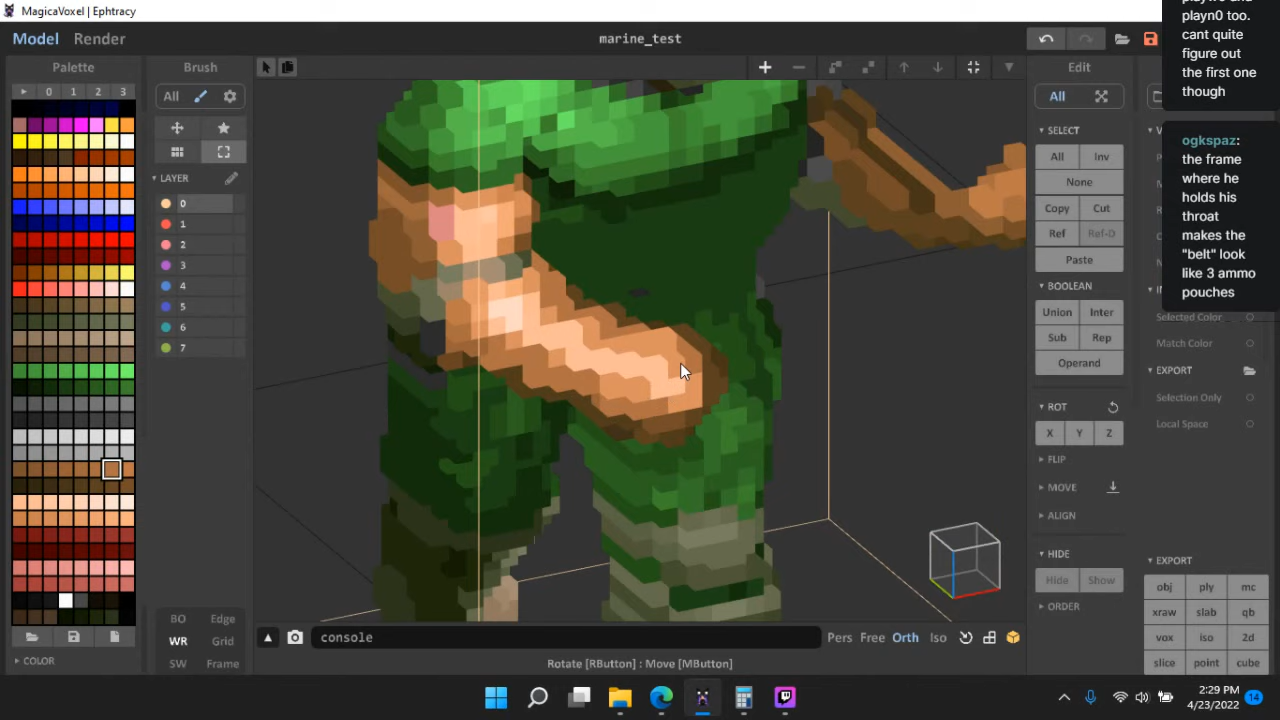 MagicaVoxel | Ephtracy
Model Render
marine_test
Palette
Brush
Edit
0 1 2 3
All
All
LAYER
0
1
2
3
4
5
6
7
SELECT
All Inv
None
Copy Cut
Ref Ref-D
Paste
BOOLEAN
Union Inter
Sub Rep
Operand
ROT
X Y Z
FLIP
MOVE
ALIGN
HIDE
Hide Show
ORDER
playn0 too.
cant quite
figure out
the first one
though
ogkspaz:
the frame
where he
holds his
throat
makes the
"belt" look
like 3 ammo
pouches
Selected Color
Match Color
EXPORT
Selection Only
Local Space
EXPORT
obj ply mc
xraw slab qb
vox iso 2d
slice point cube
BO Edge
WR Grid
SW Frame
COLOR
console
Pers Free Orth Iso
Rotate [RButton] : Move [MButton]
2:29 PM
4/23/2022
14